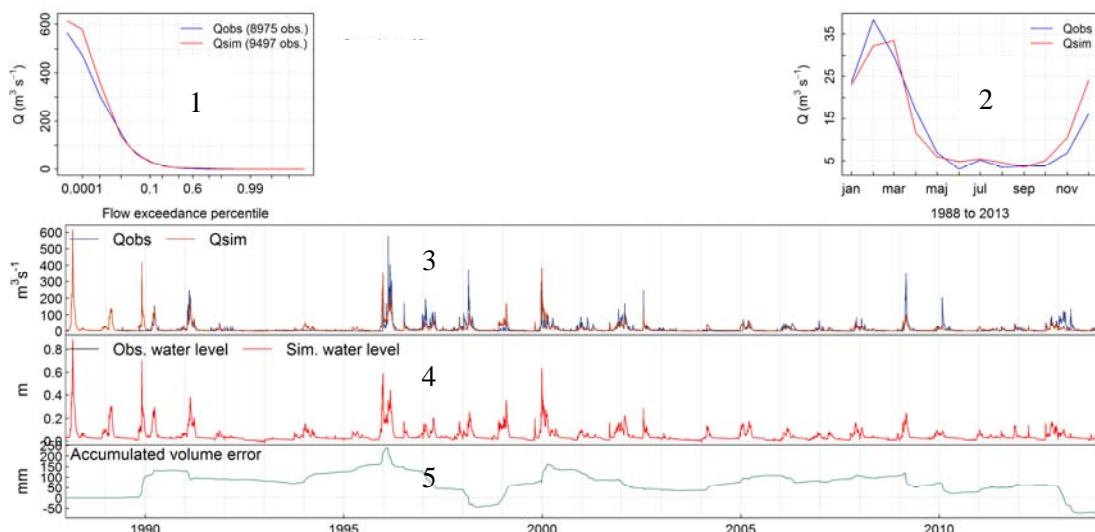 600
400
200
0
Q (m³ s⁻¹)
Qobs (8975 obs.)
Qsim (9497 obs.)
1
0.0001 0.1 0.6 0.99
Flow exceedance percentile
35
25
15
5
Q (m³ s⁻¹)
Qobs
Qsim
2
jan mar maj jul sep nov
1988 to 2013
600
500
400
300
200
100
0
m³s⁻¹
Qobs Qsim
3
0.8
0.6
0.4
0.2
0.0
m
Obs. water level Sim. water level
4
250
200
150
100
50
0
-50
mm
Accumulated volume error
5
1990 1995 2000 2005 2010